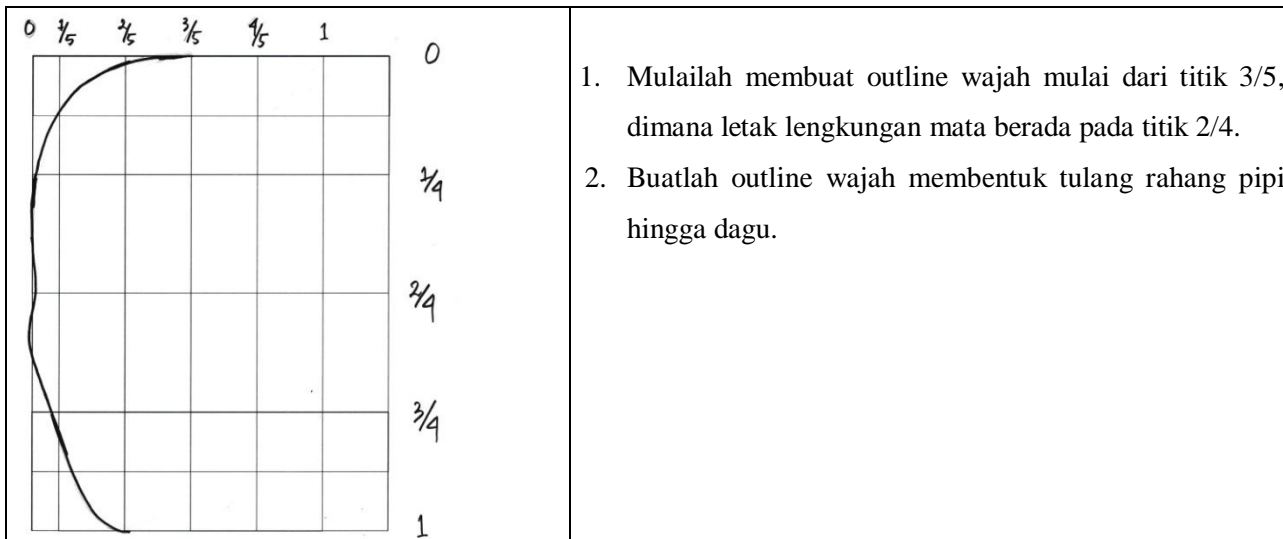 0 1/5 2/5 3/5 4/5 1
0
1/4
2/4
3/4
1
1. Mulailah membuat outline wajah mulai dari titik 3/5,
dimana letak lengkungan mata berada pada titik 2/4.
2. Buatlah outline wajah membentuk tulang rahang pipi
hingga dagu.